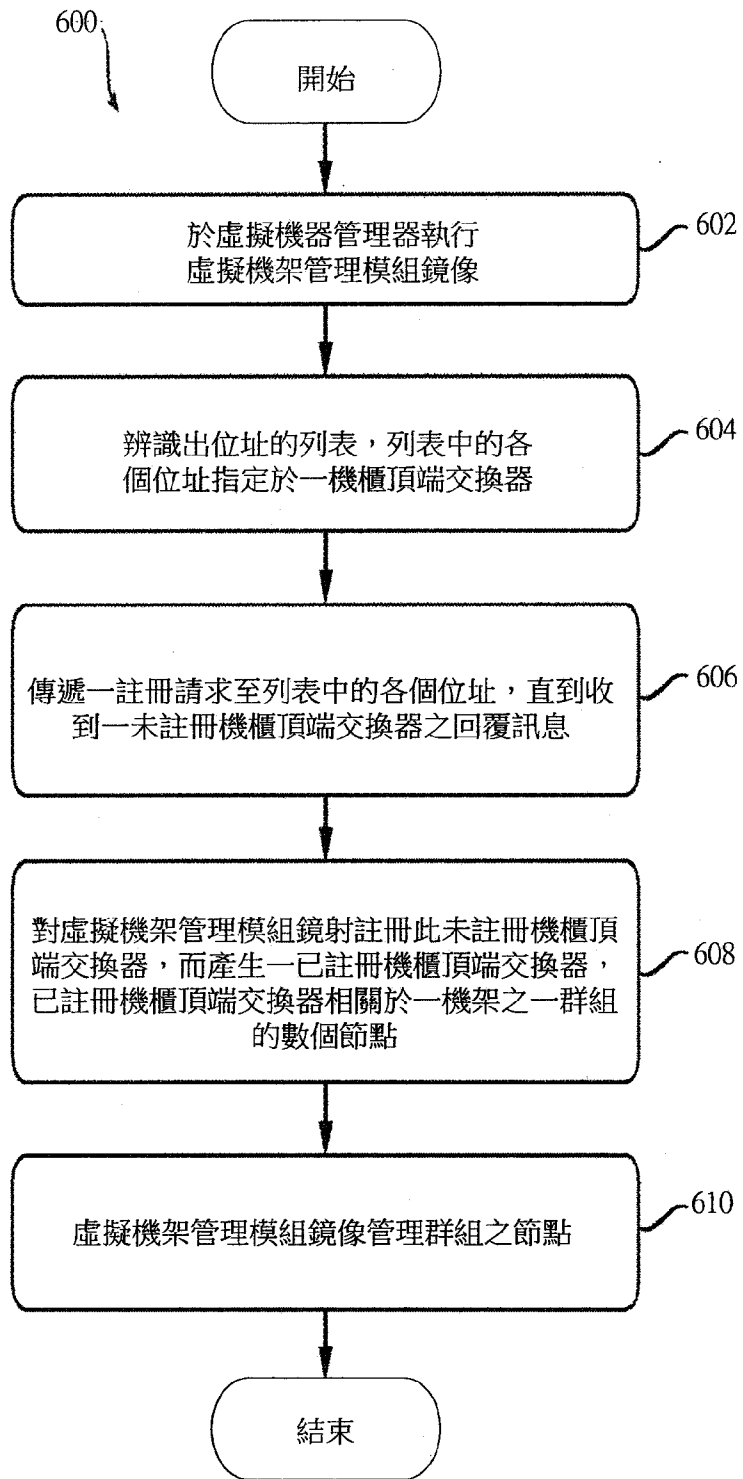 600
開始
於虛擬機器管理器執行
虛擬機架管理模組鏡像
602
辨識出位址的列表，列表中的各
個位址指定於一機櫃頂端交換器
604
傳遞一註冊請求至列表中的各個位址，直到收
到一未註冊機櫃頂端交換器之回覆訊息
606
對虛擬機架管理模組鏡射註冊此未註冊機櫃頂
端交換器，而產生一已註冊機櫃頂端交換器，
已註冊機櫃頂端交換器相關於一機架之一群組
的數個節點
608
虛擬機架管理模組鏡像管理群組之節點
610
結束